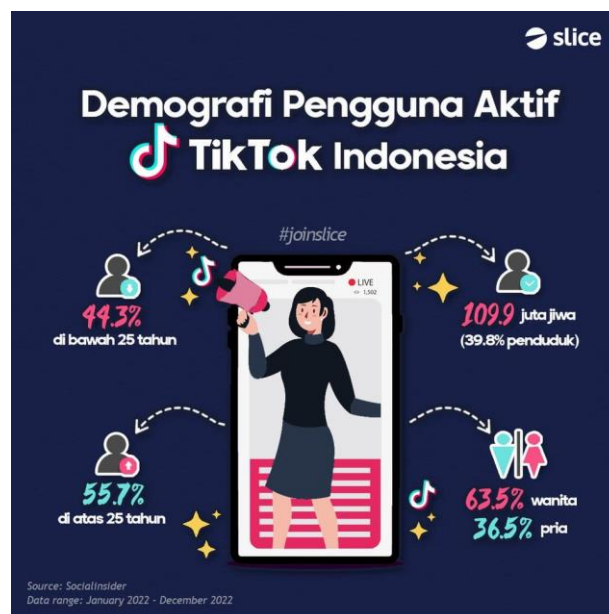 slice
Demografi Pengguna Aktif
TikTok Indonesia
#joinslice
LIVE
1,502
44.3%
di bawah 25 tahun
109.9 juta jiwa
(39.8% penduduk)
55.7%
di atas 25 tahun
63.5% wanita
36.5% pria
Source: Socialinsider
Data range: January 2022 - December 2022